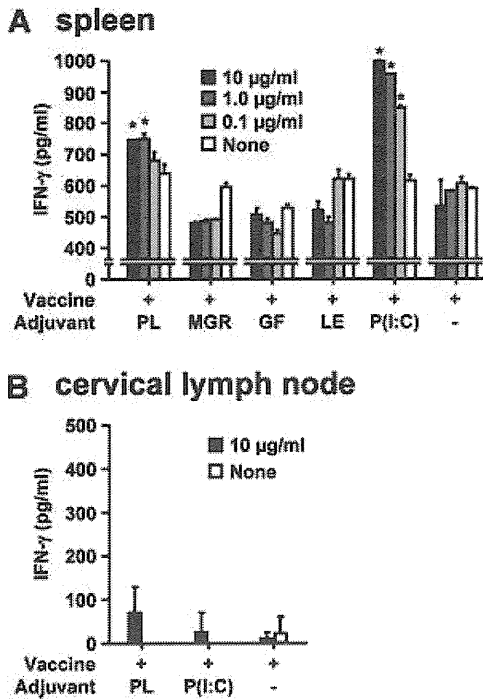 A spleen
1000
900
800
700
600
500
400
0
IFN-γ (pg/ml)
10 µg/ml
1.0 µg/ml
0.1 µg/ml
None
* *
* * *
Vaccine + + + + + +
Adjuvant PL MGR GF LE P(I:C) -
B cervical lymph node
500
400
300
200
100
0
IFN-γ (pg/ml)
10 µg/ml
None
Vaccine + + +
Adjuvant PL P(I:C) -